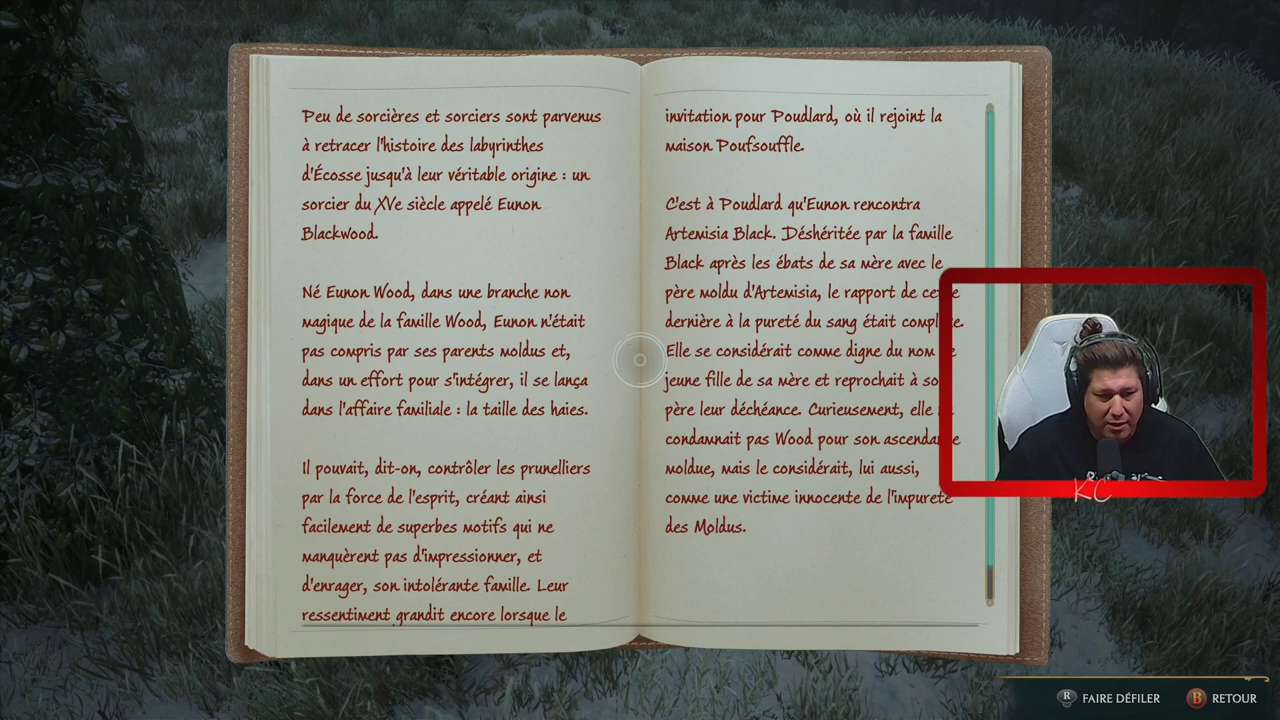 Peu de sorcières et sorciers sont parvenus
à retracer l'histoire des labyrinthes
d'Écosse jusqu'à leur véritable origine : un
sorcier du XVe siècle appelé Eunon
Blackwood.
Né Eunon Wood, dans une branche non
magique de la famille Wood, Eunon n'était
pas compris par ses parents moldus et,
dans un effort pour s'intégrer, il se lança
dans l'affaire familiale : la taille des haies.
Il pouvait, dit-on, contrôler les prunelliers
par la force de l'esprit, créant ainsi
facilement de superbes motifs qui ne
manquèrent pas d'impressionner, et
d'enrager, son intolérante famille. Leur
ressentiment grandit encore lorsque le
invitation pour Poudlard, où il rejoint la
maison Poufsouffle.
C'est à Poudlard qu'Eunon rencontra
Artemisia Black. Déshéritée par la famille
Black après les ébats de sa mère avec le
père moldu d'Artemisia, le rapport de cette
dernière à la pureté du sang était
Elle se considérait comme digne du nom
jeune fille de sa mère et reprochait à
père leur déchéance. Curieusement, elle
condamnait pas Wood pour son
moldue, mais le considérait, lui aussi,
comme une victime innocente de l'impureté
des Moldus.
KC
R FAIRE DÉFILER
B RETOUR